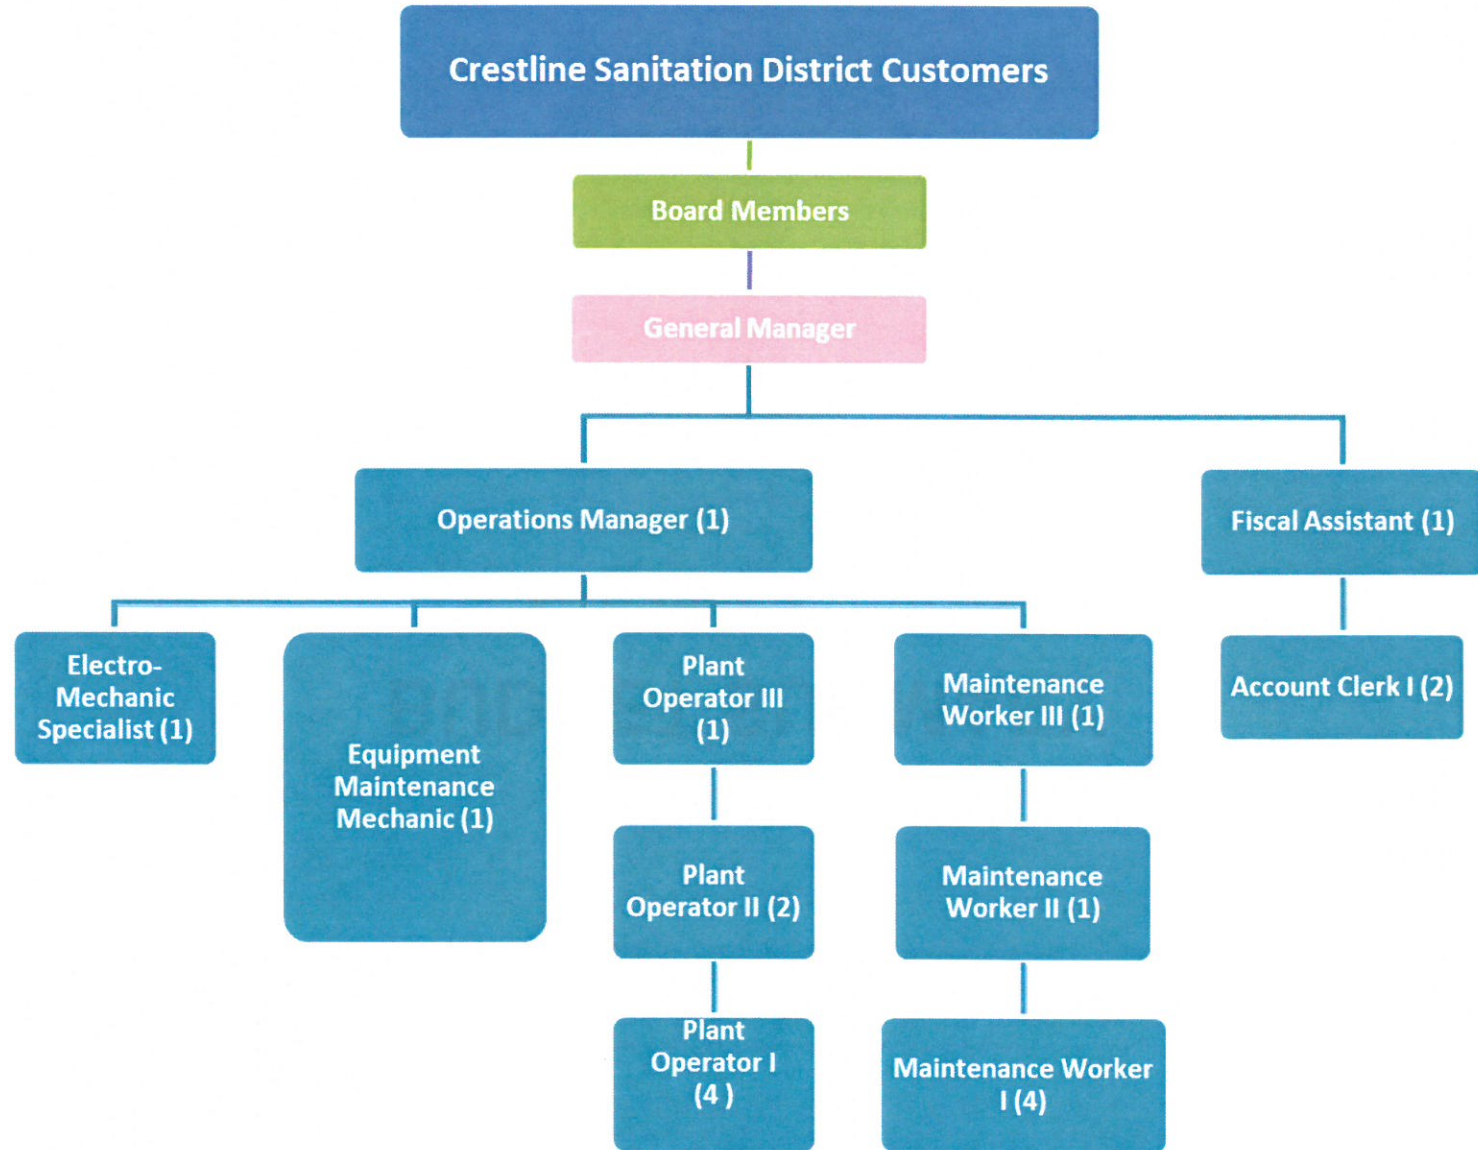 Crestline Sanitation District Customers
Board Members
General Manager
Operations Manager (1)
Fiscal Assistant (1)
Electro-
Mechanic
Specialist (1)
Equipment
Maintenance
Mechanic (1)
Plant
Operator III
(1)
Maintenance
Worker III (1)
Account Clerk I (2)
Plant
Operator II (2)
Maintenance
Worker II (1)
Plant
Operator I
(4 )
Maintenance Worker
I (4)